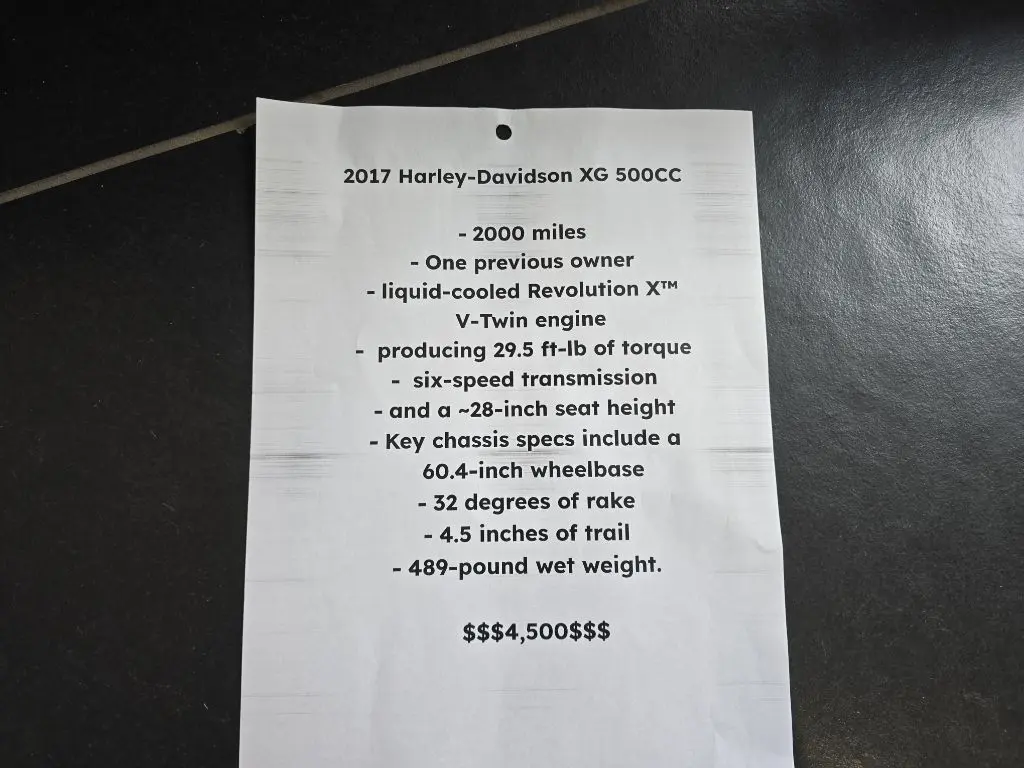 2017 Harley-Davidson XG 500CC
- 2000 miles
- One previous owner
- liquid-cooled Revolution X™
V-Twin engine
- producing 29.5 ft-lb of torque
- six-speed transmission
- and a ~28-inch seat height
- Key chassis specs include a
60.4-inch wheelbase
- 32 degrees of rake
- 4.5 inches of trail
- 489-pound wet weight.
$$$4,500$$$